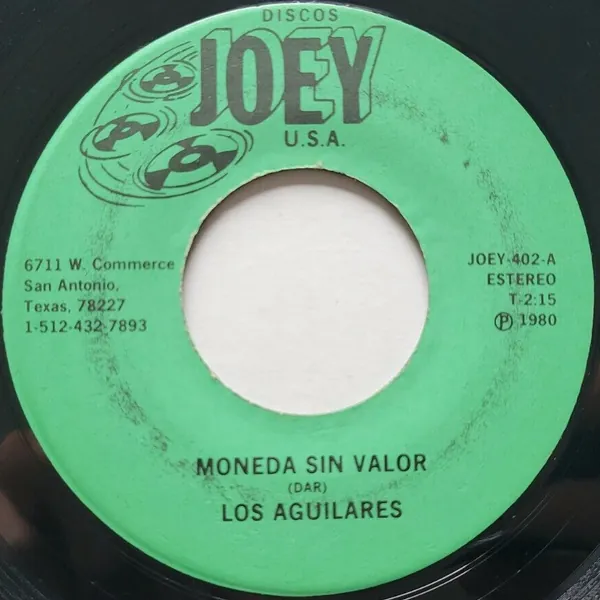 DISCOS
JOEY
U.S.A.
6711 W. Commerce
San Antonio,
Texas, 78227
1-512-432-7893
JOEY-402-A
ESTEREO
T-2:15
Ⓟ 1980
MONEDA SIN VALOR
(DAR)
LOS AGUILARES